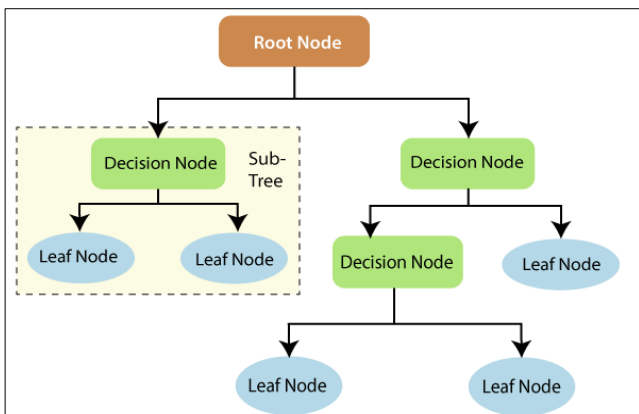 Root Node
Decision Node
Sub-
Tree
Decision Node
Leaf Node
Leaf Node
Decision Node
Leaf Node
Leaf Node
Leaf Node